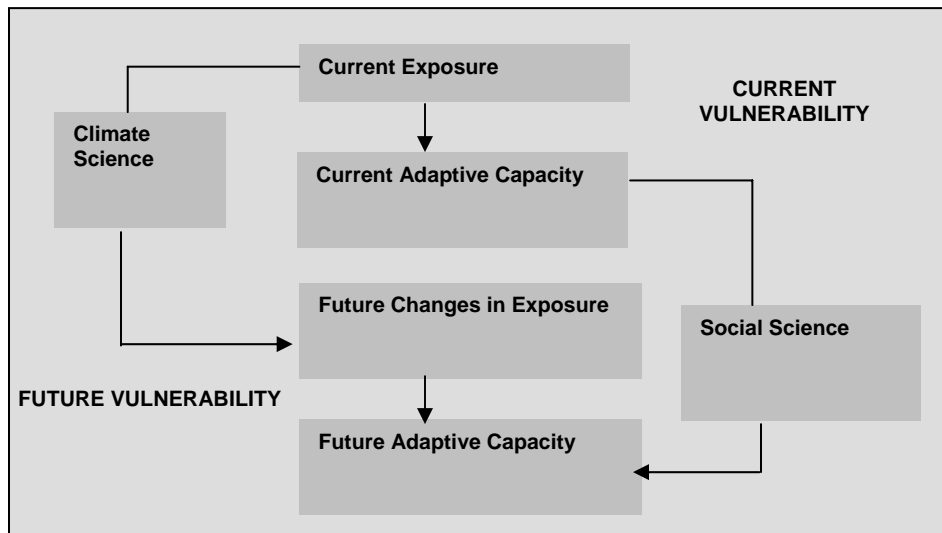 Current Exposure
CURRENT
VULNERABILITY
Climate
Science
Current Adaptive Capacity
Future Changes in Exposure
Social Science
FUTURE VULNERABILITY
Future Adaptive Capacity